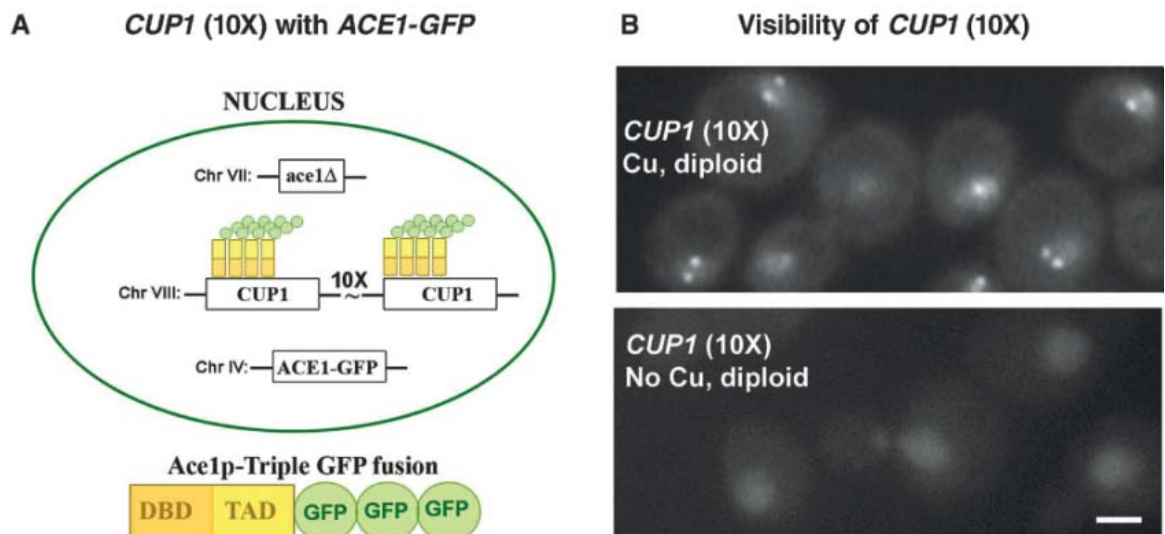 A CUP1 (10X) with ACE1-GFP
NUCLEUS
Chr VII: ace1Δ
10X
Chr VIII: CUP1 ~ CUP1
Chr IV: ACE1-GFP
Ace1p-Triple GFP fusion
DBD TAD GFP GFP GFP
B Visibility of CUP1 (10X)
CUP1 (10X)
Cu, diploid
CUP1 (10X)
No Cu, diploid